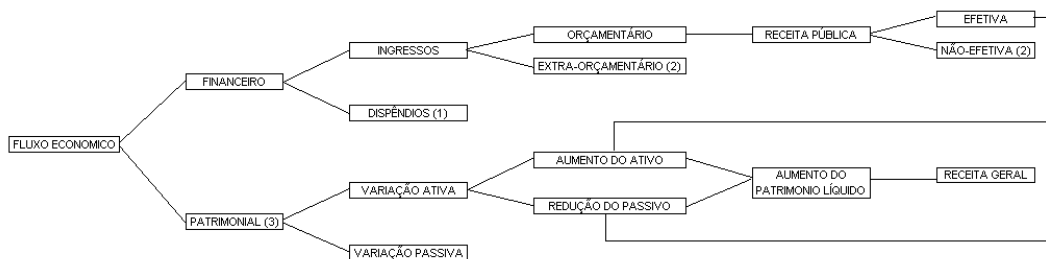 EFETIVA
ORÇAMENTÁRIO
RECEITA PÚBLICA
INGRESSOS
NÃO-EFETIVA (2)
EXTRA-ORÇAMENTÁRIO (2)
FINANCEIRO
DISPÊNDIOS (1)
FLUXO ECONOMICO
AUMENTO DO ATIVO
VARIAÇÃO ATIVA
AUMENTO DO
PATRIMONIO LÍQUIDO
RECEITA GERAL
REDUÇÃO DO PASSIVO
PATRIMONIAL (3)
VARIAÇÃO PASSIVA